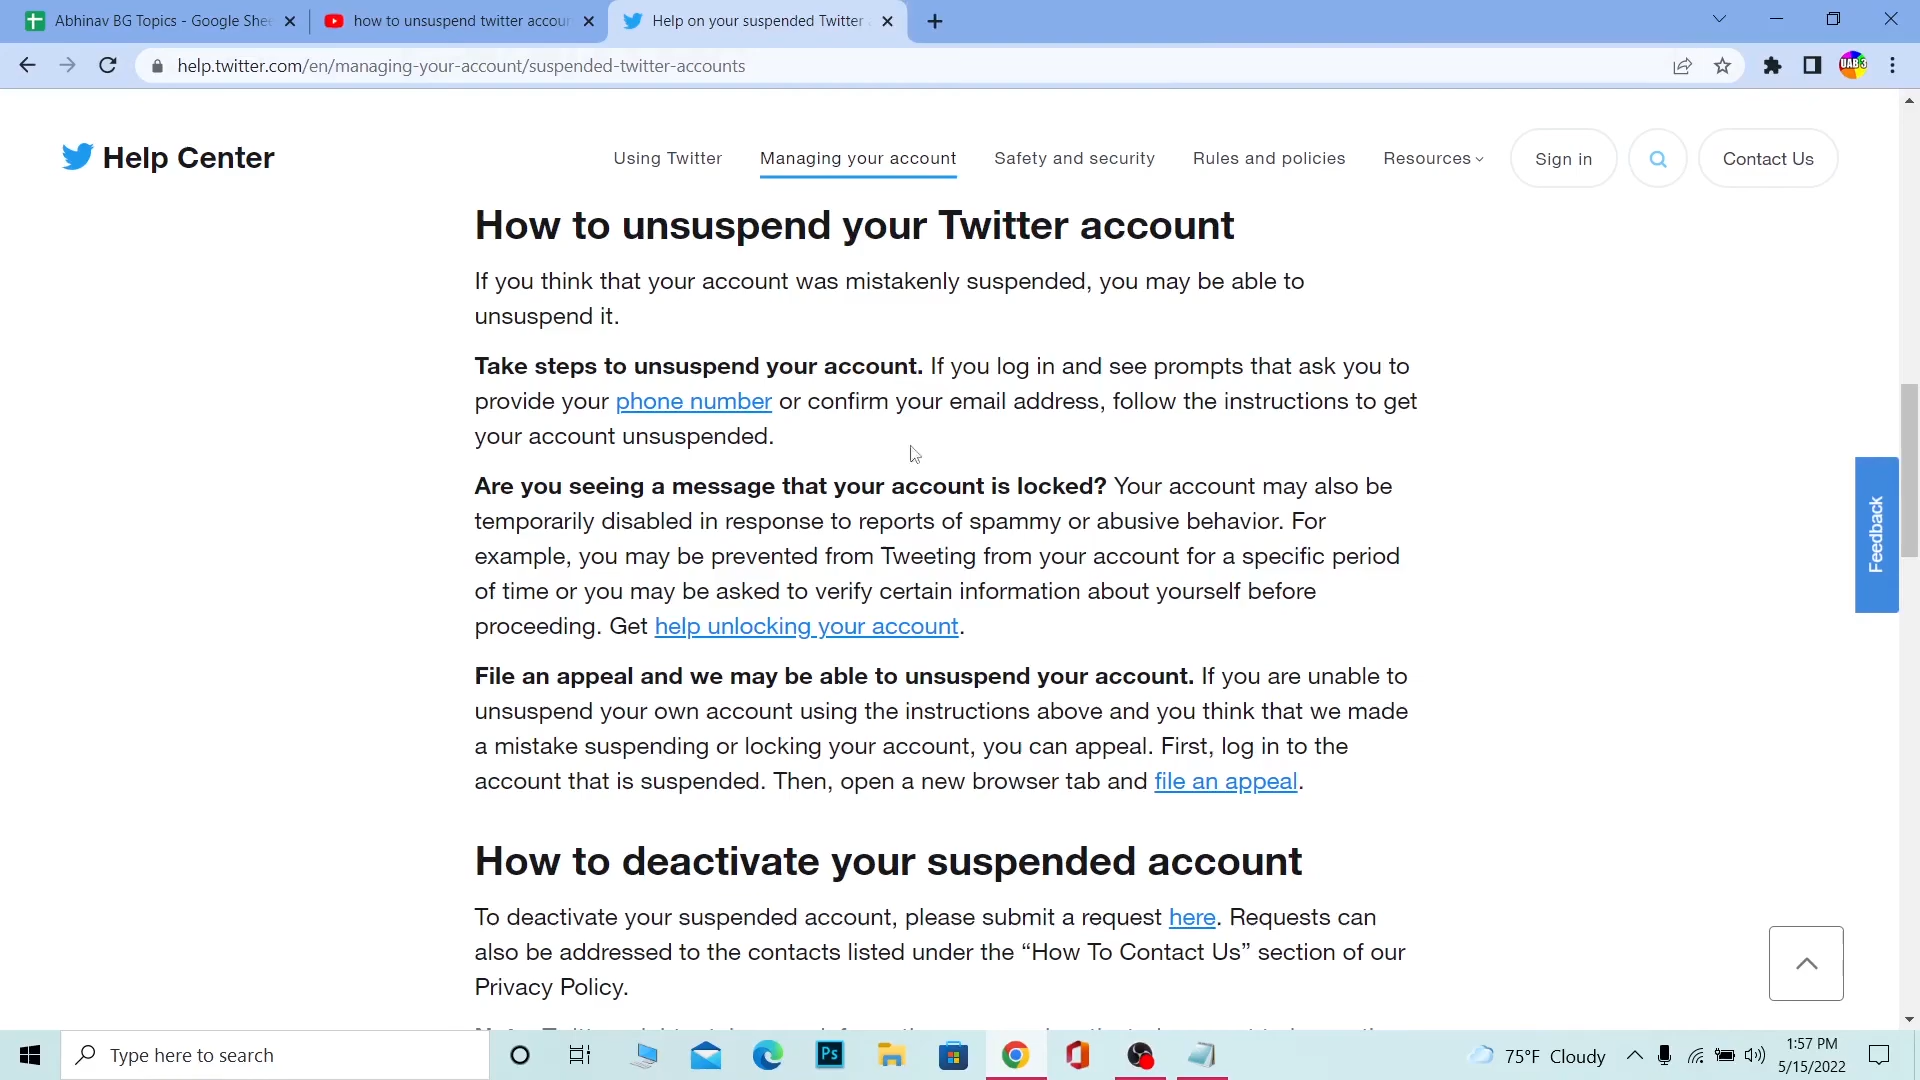 Abhinav BG Topics - Google She
how to unsuspend twitter accoun
Help on your suspended Twitter
help.twitter.com/en/managing-your-account/suspended-twitter-accounts
UAB 3
Help Center
Using Twitter
Managing your account
Safety and security
Rules and policies
Resources
Sign in
Contact Us
How to unsuspend your Twitter account
If you think that your account was mistakenly suspended, you may be able to
unsuspend it.
Take steps to unsuspend your account. If you log in and see prompts that ask you to
provide your phone number or confirm your email address, follow the instructions to get
your account unsuspended.
Are you seeing a message that your account is locked? Your account may also be
temporarily disabled in response to reports of spammy or abusive behavior. For
example, you may be prevented from Tweeting from your account for a specific period
of time or you may be asked to verify certain information about yourself before
proceeding. Get help unlocking your account.
File an appeal and we may be able to unsuspend your account. If you are unable to
unsuspend your own account using the instructions above and you think that we made
a mistake suspending or locking your account, you can appeal. First, log in to the
account that is suspended. Then, open a new browser tab and file an appeal.
How to deactivate your suspended account
To deactivate your suspended account, please submit a request here. Requests can
also be addressed to the contacts listed under the “How To Contact Us” section of our
Privacy Policy.
Feedback
Type here to search
Ps
75°F Cloudy
1:57 PM
5/15/2022